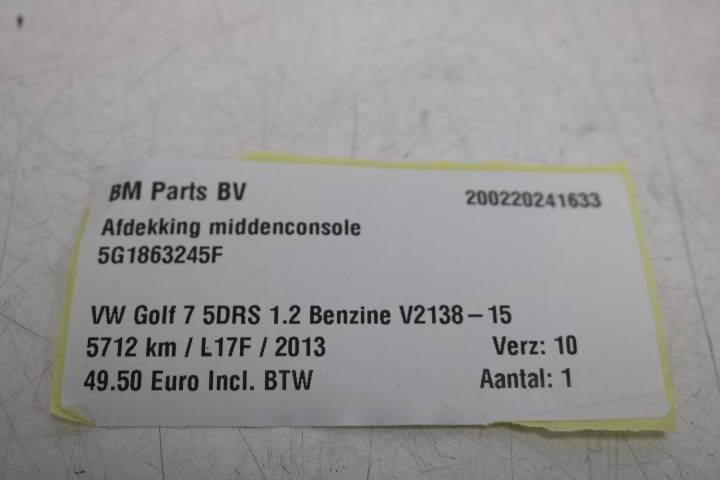 BM Parts BV 200220241633
Afdekking middenconsole
5G1863245F
VW Golf 7 5DRS 1.2 Benzine V2138-15
5712 km / L17F / 2013 Verz: 10
49.50 Euro Incl. BTW Aantal: 1